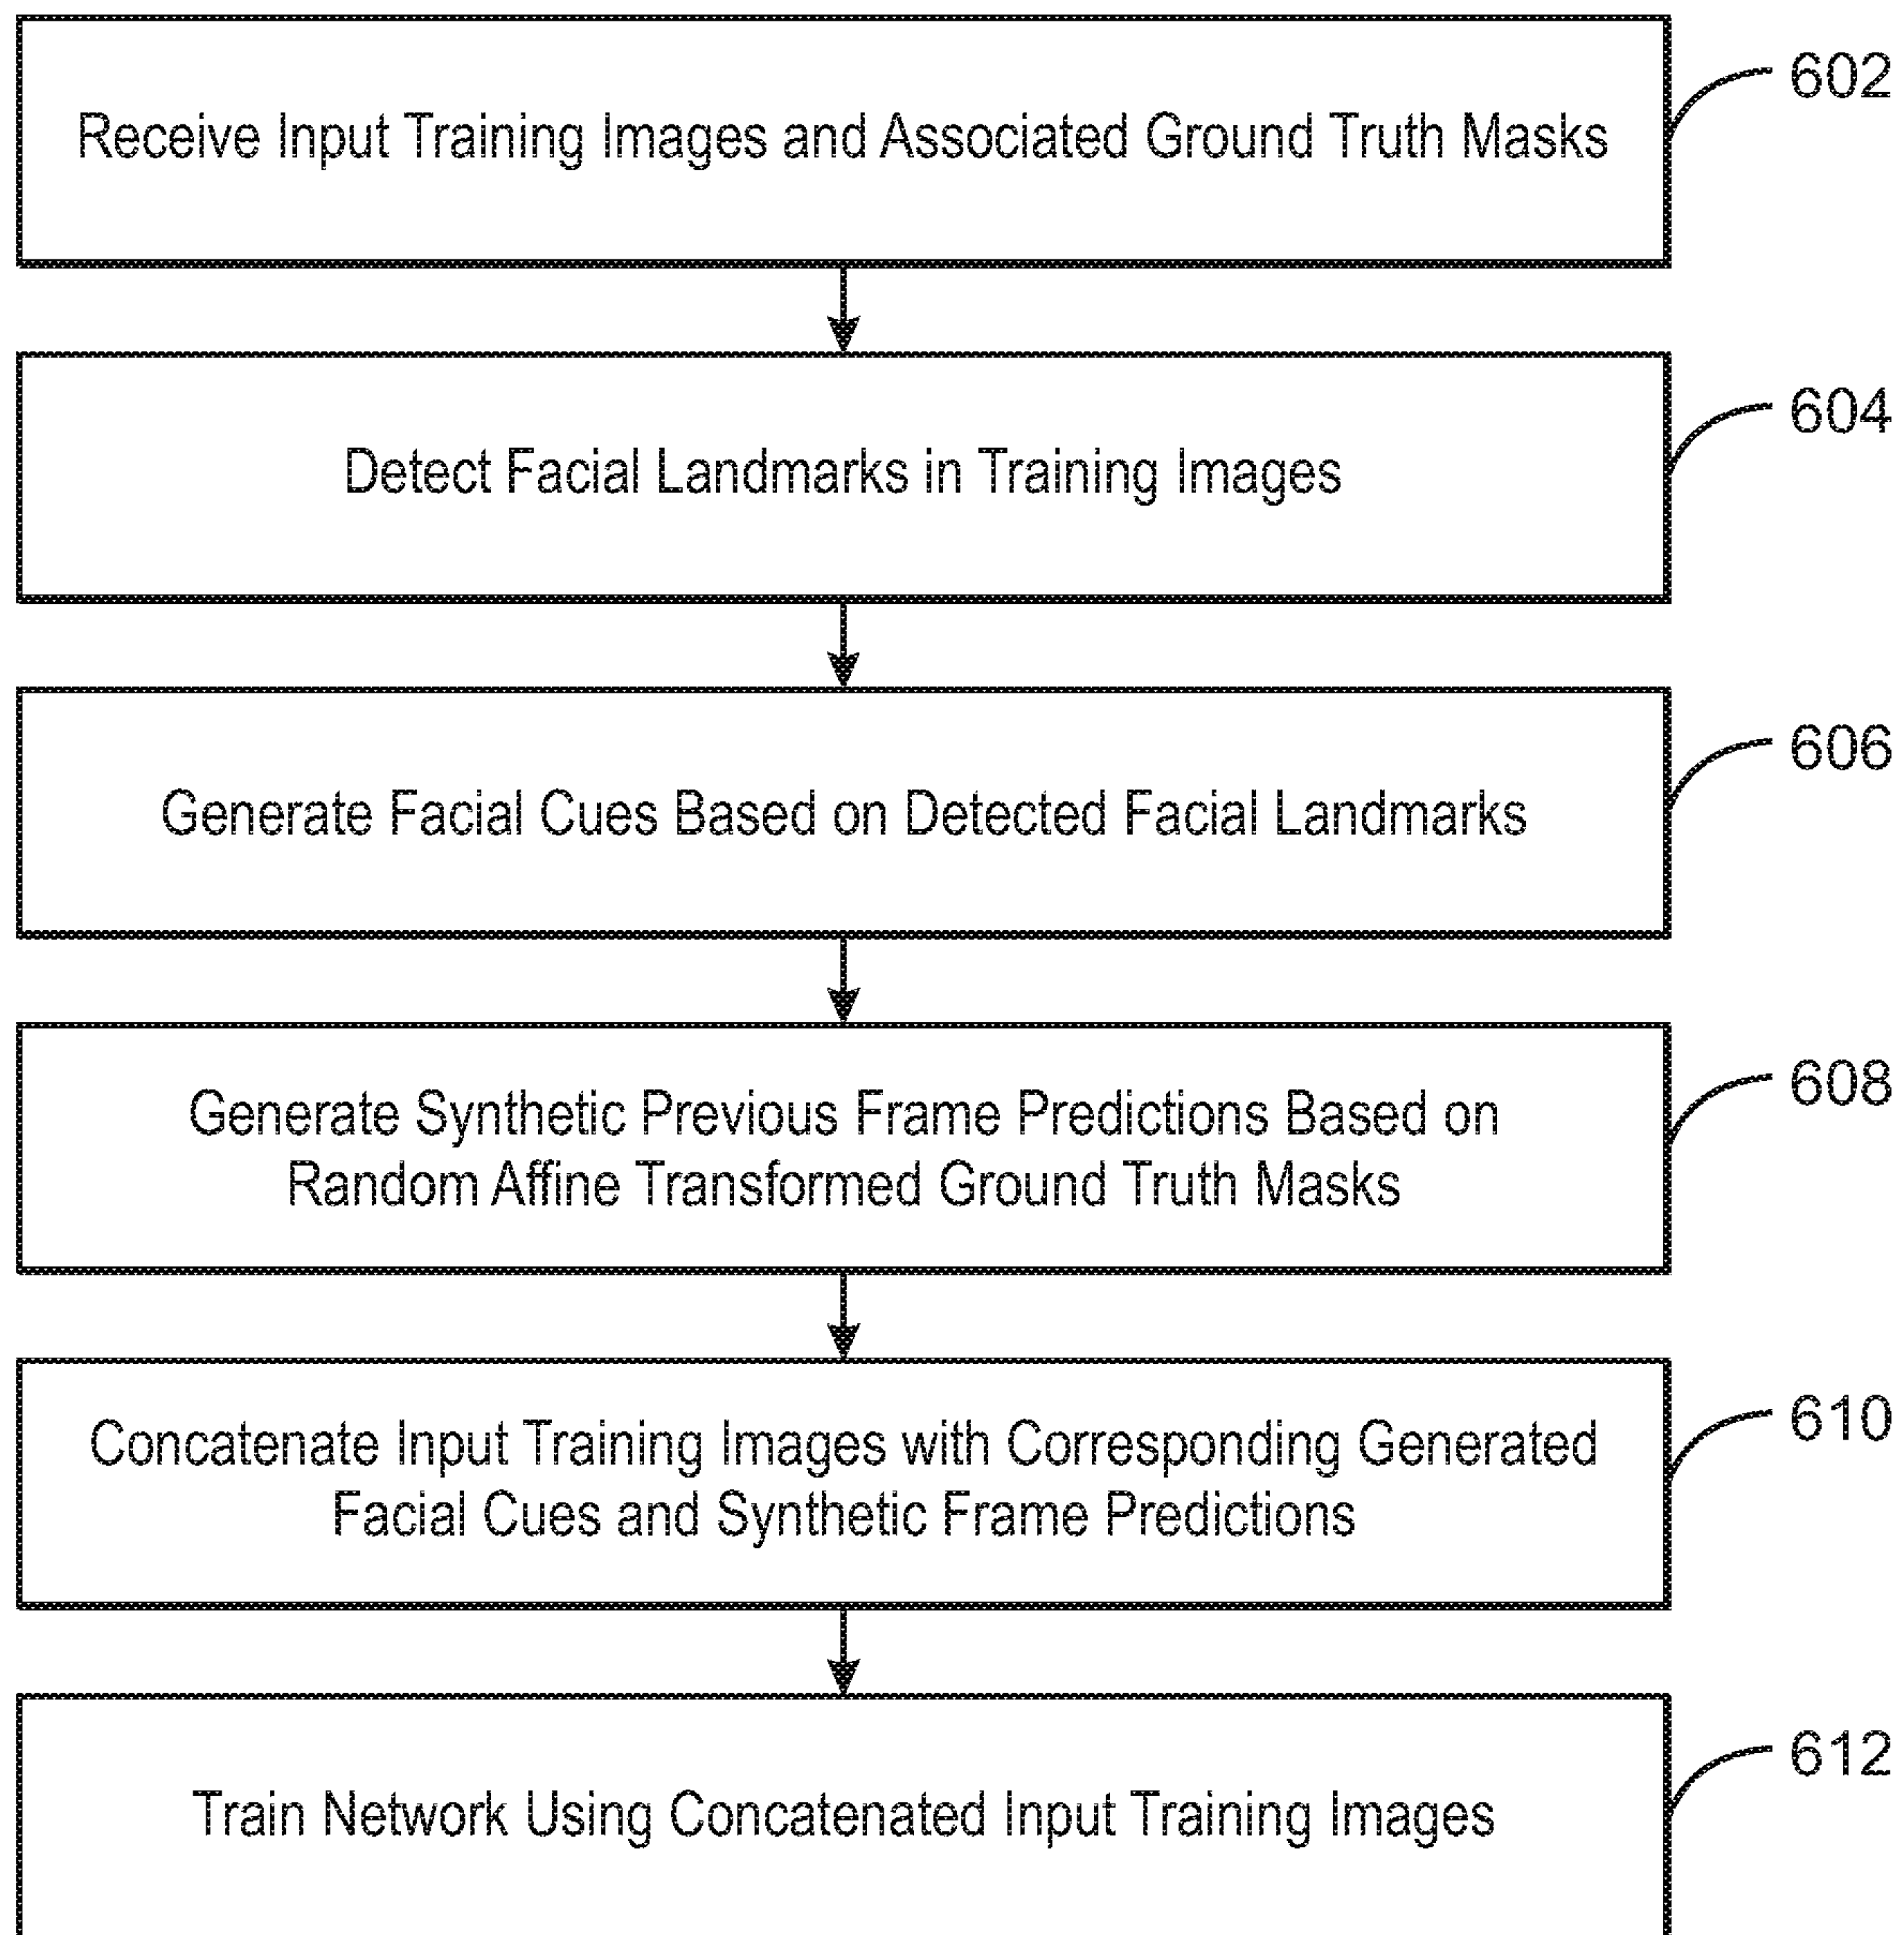 Receive Input Training Images and Associated Ground Truth Masks
602
Detect Facial Landmarks in Training Images
604
Generate Facial Cues Based on Detected Facial Landmarks
606
Generate Synthetic Previous Frame Predictions Based on
Random Affine Transformed Ground Truth Masks
608
Concatenate Input Training Images with Corresponding Generated
Facial Cues and Synthetic Frame Predictions
610
Train Network Using Concatenated Input Training Images
612